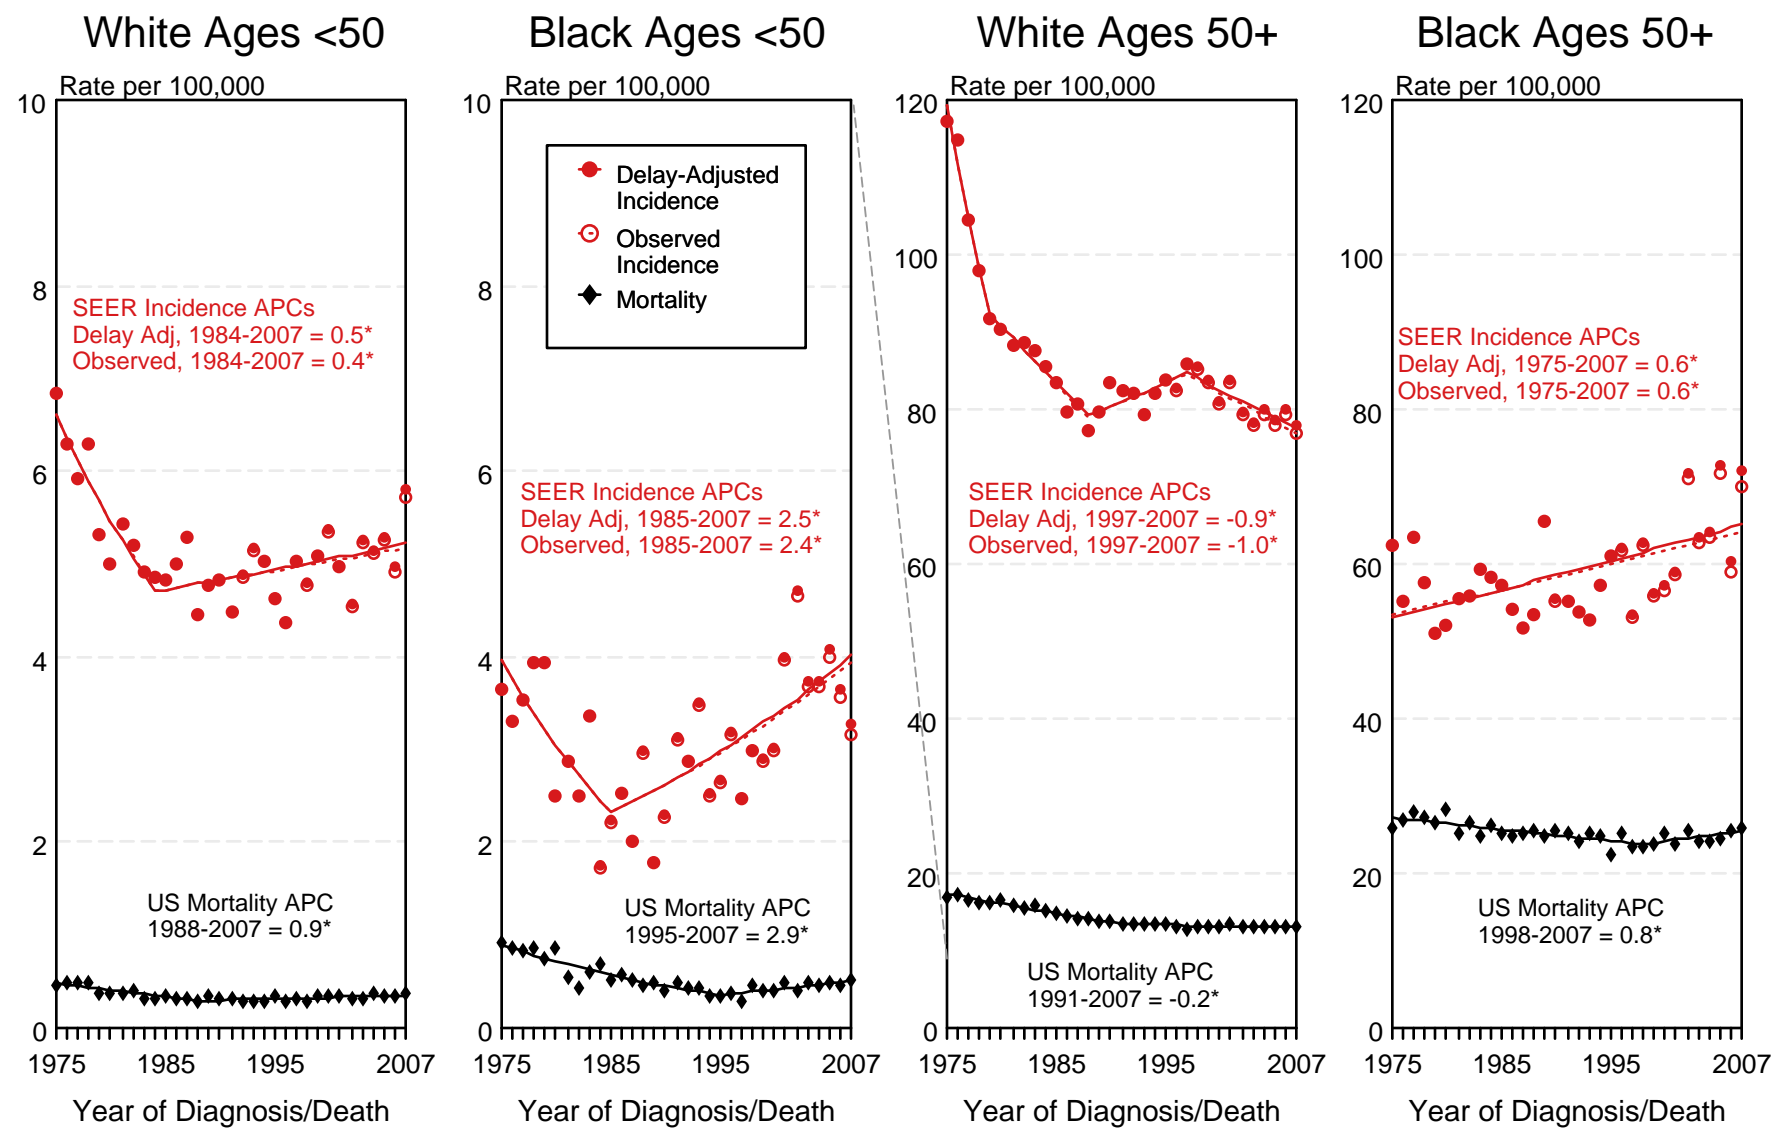 White Ages <50
Rate per 100,000
10
8
6
4
2
0
SEER Incidence APCs
Delay Adj, 1984-2007 = 0.5*
Observed, 1984-2007 = 0.4*
US Mortality APC
1988-2007 = 0.9*
1975 1985 1995 2007
Year of Diagnosis/Death
Black Ages <50
Rate per 100,000
10
8
6
4
2
0
Delay-Adjusted
Incidence
Observed
Incidence
Mortality
SEER Incidence APCs
Delay Adj, 1985-2007 = 2.5*
Observed, 1985-2007 = 2.4*
US Mortality APC
1995-2007 = 2.9*
1975 1985 1995 2007
Year of Diagnosis/Death
White Ages 50+
Rate per 100,000
120
100
80
60
40
20
0
SEER Incidence APCs
Delay Adj, 1997-2007 = -0.9*
Observed, 1997-2007 = -1.0*
US Mortality APC
1991-2007 = -0.2*
1975 1985 1995 2007
Year of Diagnosis/Death
Black Ages 50+
Rate per 100,000
120
100
80
60
40
20
0
SEER Incidence APCs
Delay Adj, 1975-2007 = 0.6*
Observed, 1975-2007 = 0.6*
US Mortality APC
1998-2007 = 0.8*
1975 1985 1995 2007
Year of Diagnosis/Death